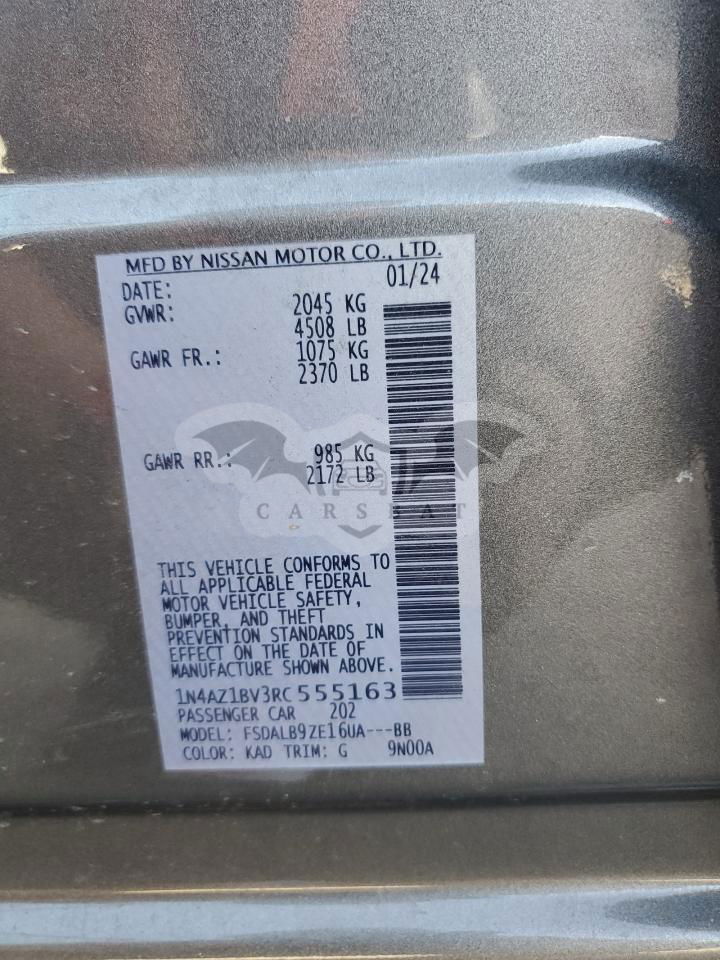 MFD BY NISSAN MOTOR CO., LTD.
DATE: 01/24
GVWR: 2045 KG
4508 LB
GAWR FR.: 1075 KG
2370 LB
GAWR RR.: 985 KG
2172 LB
CARSBAT
THIS VEHICLE CONFORMS TO
ALL APPLICABLE FEDERAL
MOTOR VEHICLE SAFETY,
BUMPER, AND THEFT
PREVENTION STANDARDS IN
EFFECT ON THE DATE OF
MANUFACTURE SHOWN ABOVE.
1N4AZ1BV3RC555163
PASSENGER CAR 202
MODEL: FSDALB9ZE16UA---BB
COLOR: KAD TRIM: G 9N00A